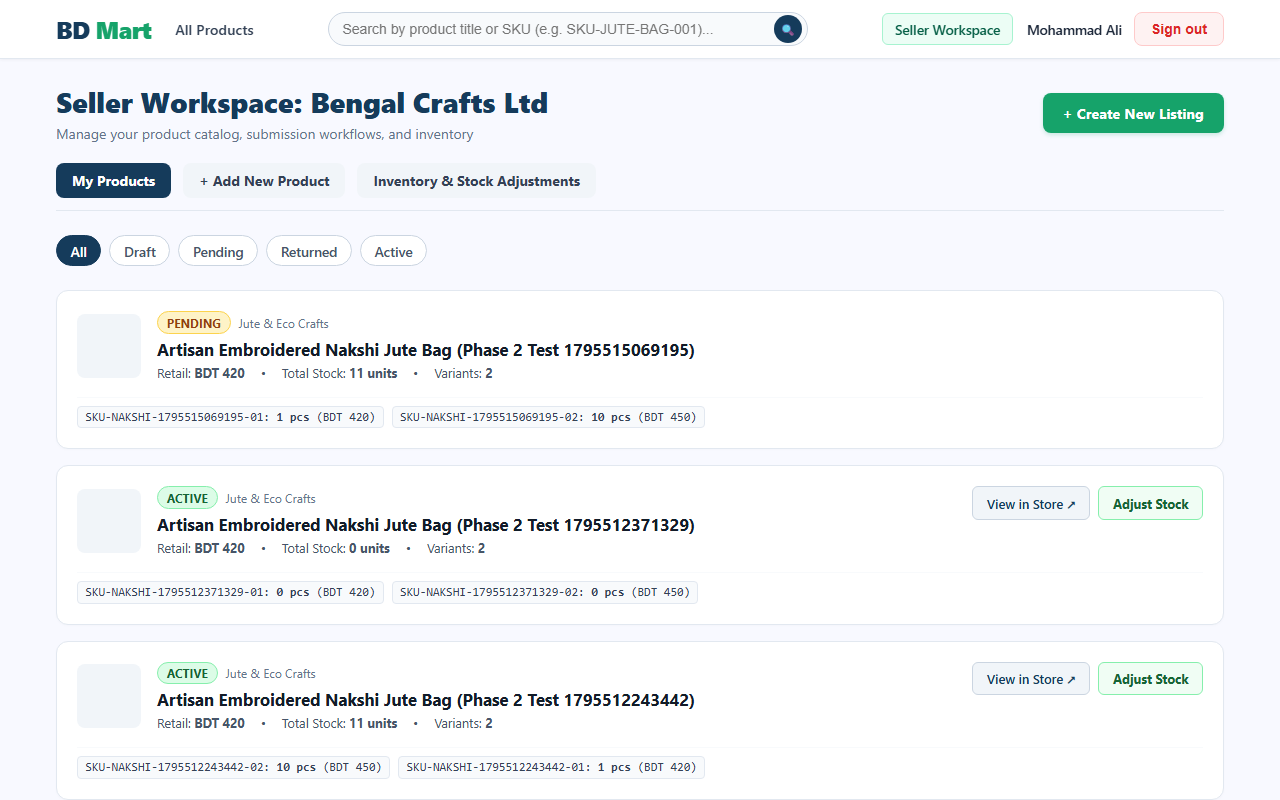 BD Mart All Products Search by product title or SKU (e.g. SKU-JUTE-BAG-001)... Seller Workspace Mohammad Ali Sign out
Seller Workspace: Bengal Crafts Ltd
Manage your product catalog, submission workflows, and inventory
+ Create New Listing
My Products + Add New Product Inventory & Stock Adjustments
All Draft Pending Returned Active
PENDING Jute & Eco Crafts
Artisan Embroidered Nakshi Jute Bag (Phase 2 Test 1795515069195)
Retail: BDT 420 • Total Stock: 11 units • Variants: 2
SKU-NAKSHI-1795515069195-01: 1 pcs (BDT 420) SKU-NAKSHI-1795515069195-02: 10 pcs (BDT 450)
ACTIVE Jute & Eco Crafts
Artisan Embroidered Nakshi Jute Bag (Phase 2 Test 1795512371329)
Retail: BDT 420 • Total Stock: 0 units • Variants: 2
View in Store ↗ Adjust Stock
SKU-NAKSHI-1795512371329-01: 0 pcs (BDT 420) SKU-NAKSHI-1795512371329-02: 0 pcs (BDT 450)
ACTIVE Jute & Eco Crafts
Artisan Embroidered Nakshi Jute Bag (Phase 2 Test 1795512243442)
Retail: BDT 420 • Total Stock: 11 units • Variants: 2
View in Store ↗ Adjust Stock
SKU-NAKSHI-1795512243442-02: 10 pcs (BDT 450) SKU-NAKSHI-1795512243442-01: 1 pcs (BDT 420)